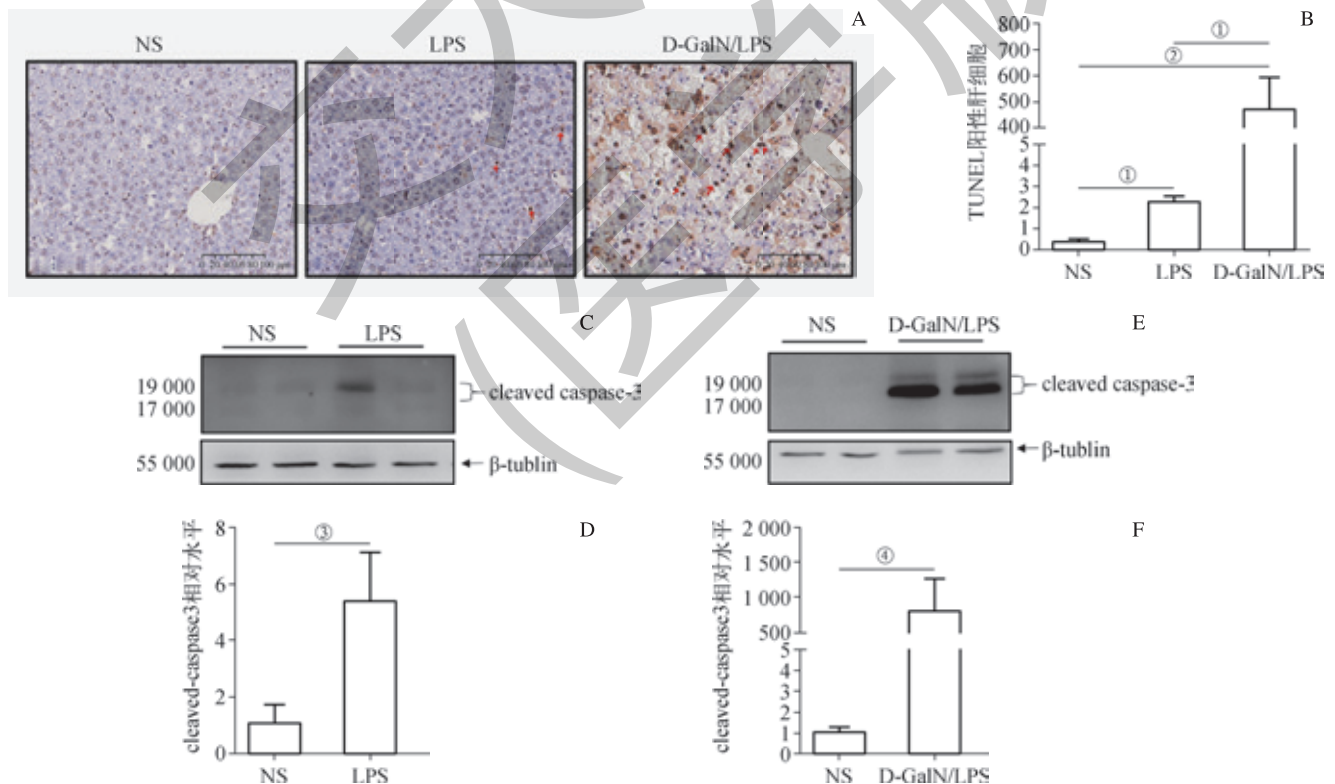 A
NS LPS D-GalN/LPS
B
TUNEL阳性肝细胞
800
700
600
500
400
5
4
3
2
1
0
①
②
①
NS LPS D-GalN/LPS
C
NS LPS
19 000
17 000
cleaved caspase-3
55 000
β-tublin
E
NS D-GalN/LPS
19 000
17 000
cleaved caspase-3
55 000
β-tublin
D
cleaved-caspase3相对水平
8
6
4
2
0
③
NS LPS
F
cleaved-caspase3相对水平
2 000
1 500
1 000
500
5
4
3
2
1
0
④
NS D-GalN/LPS